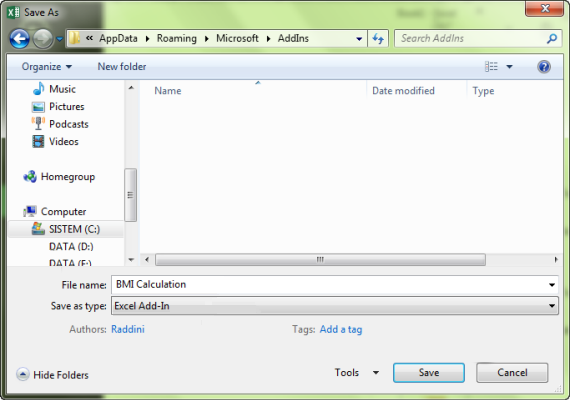 Save As
« AppData Roaming Microsoft AddIns Search AddIns
Organize New folder
Name Date modified Type
Music
Pictures
Podcasts
Videos
Homegroup
Computer
SISTEM (C:)
DATA (D:)
DATA (E:)
File name: BMI Calculation
Save as type: Excel Add-In
Authors: Raddini Tags: Add a tag
Hide Folders Tools Save Cancel